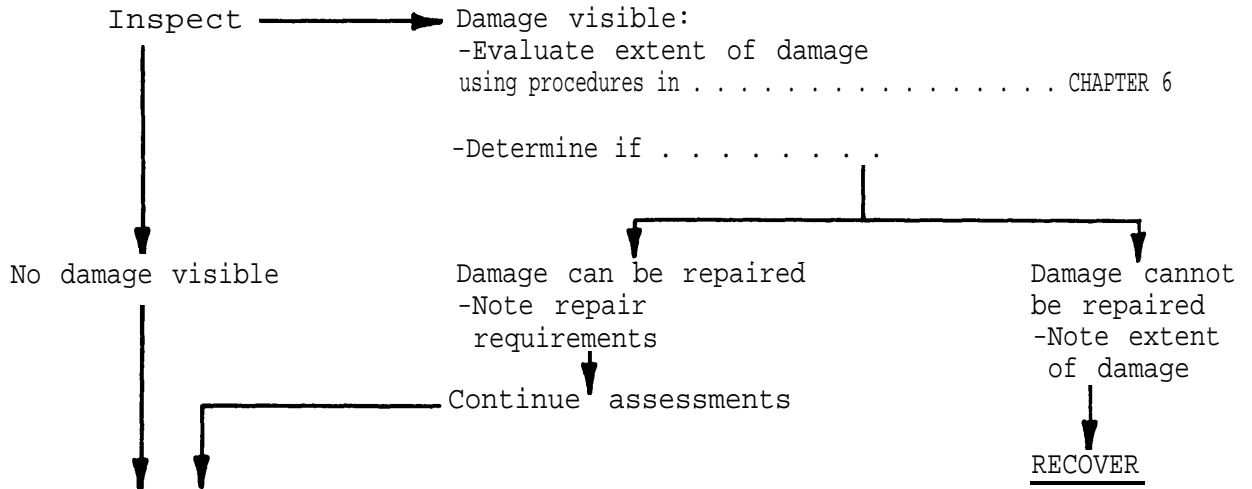 Inspect
Damage visible:
-Evaluate extent of damage
using procedures in . . . . . . . . . . . . . . . . CHAPTER 6
-Determine if . . . . . . . .
No damage visible
Damage can be repaired
-Note repair
requirements
Continue assessments
Damage cannot
be repaired
-Note extent
of damage
RECOVER